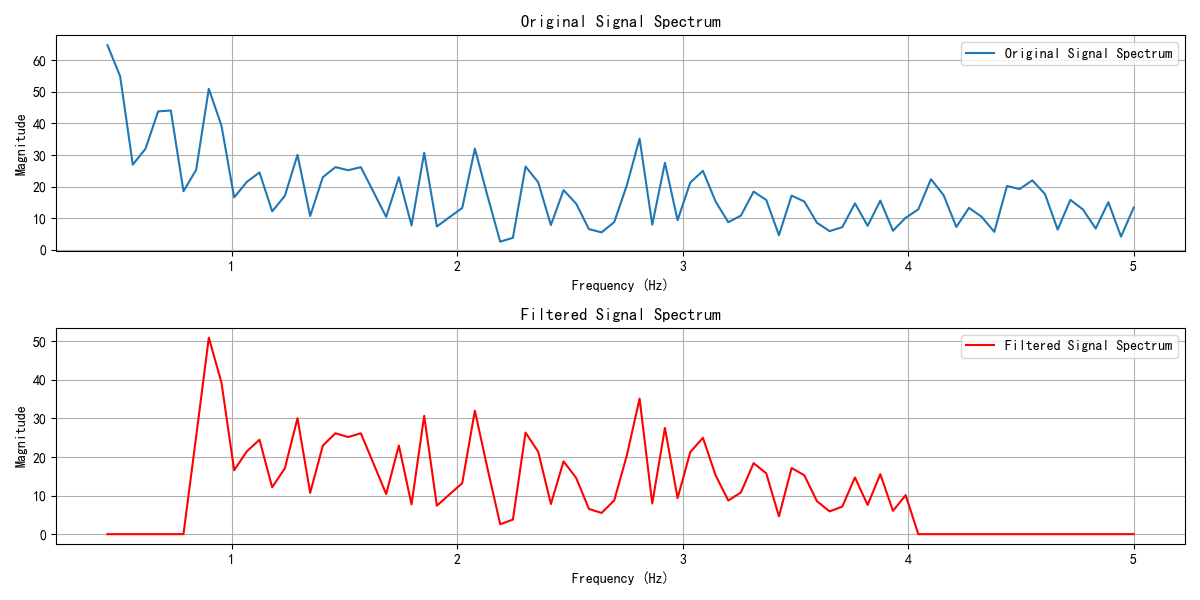 Original Signal Spectrum
Original Signal Spectrum
Magnitude
60
50
40
30
20
10
0
1 2 3 4 5
Frequency (Hz)
Filtered Signal Spectrum
Filtered Signal Spectrum
Magnitude
50
40
30
20
10
0
1 2 3 4 5
Frequency (Hz)